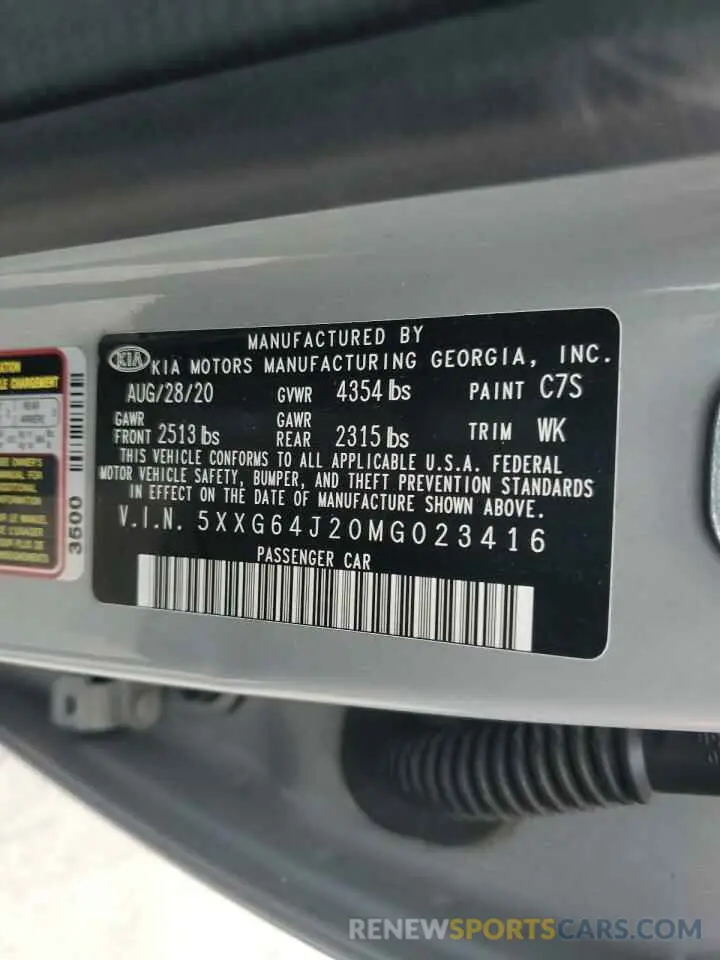 MANUFACTURED BY
KIA KIA MOTORS MANUFACTURING GEORGIA, INC.
AUG/28/20 GVWR 4354 lbs PAINT C7S
GAWR FRONT 2513 lbs GAWR REAR 2315 lbs TRIM WK
THIS VEHICLE CONFORMS TO ALL APPLICABLE U.S.A. FEDERAL
MOTOR VEHICLE SAFETY, BUMPER, AND THEFT PREVENTION STANDARDS
IN EFFECT ON THE DATE OF MANUFACTURE SHOWN ABOVE.
V.I.N. 5XXG64J20MG023416
PASSENGER CAR
3500
REAR
RENEWSPORTSCARS.COM